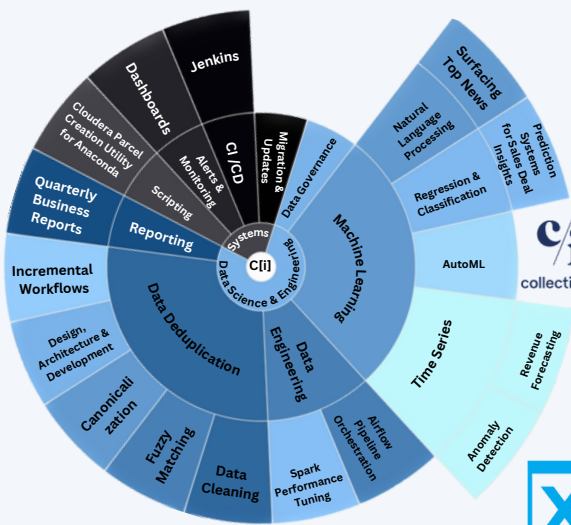 Jenkins
Dashboards
Cloudera Parcel
Creation Utility
for Anaconda
Quarterly
Business
Reports
Incremental
Workflows
Design,
Architecture &
Development
Canonicali
zation
Fuzzy
Matching
Data
Cleaning
Spark
Performance
Tuning
Airflow
Pipeline
Orchestration
CI/CD
Alerts &
Monitoring
Scripting
Reporting
Migration &
Updates
Data Governance
Systems
C[i]
Data Science & Engineering
Data Deduplication
Data
Engineering
Machine Learning
Natural
Language
Processing
Surfacing
Top News
Regression &
Classification
Prediction
Systems
for Sales Deal
Insights
AutoML
Time Series
Revenue
Forecasting
Anomaly
Detection
c/
collecti
X